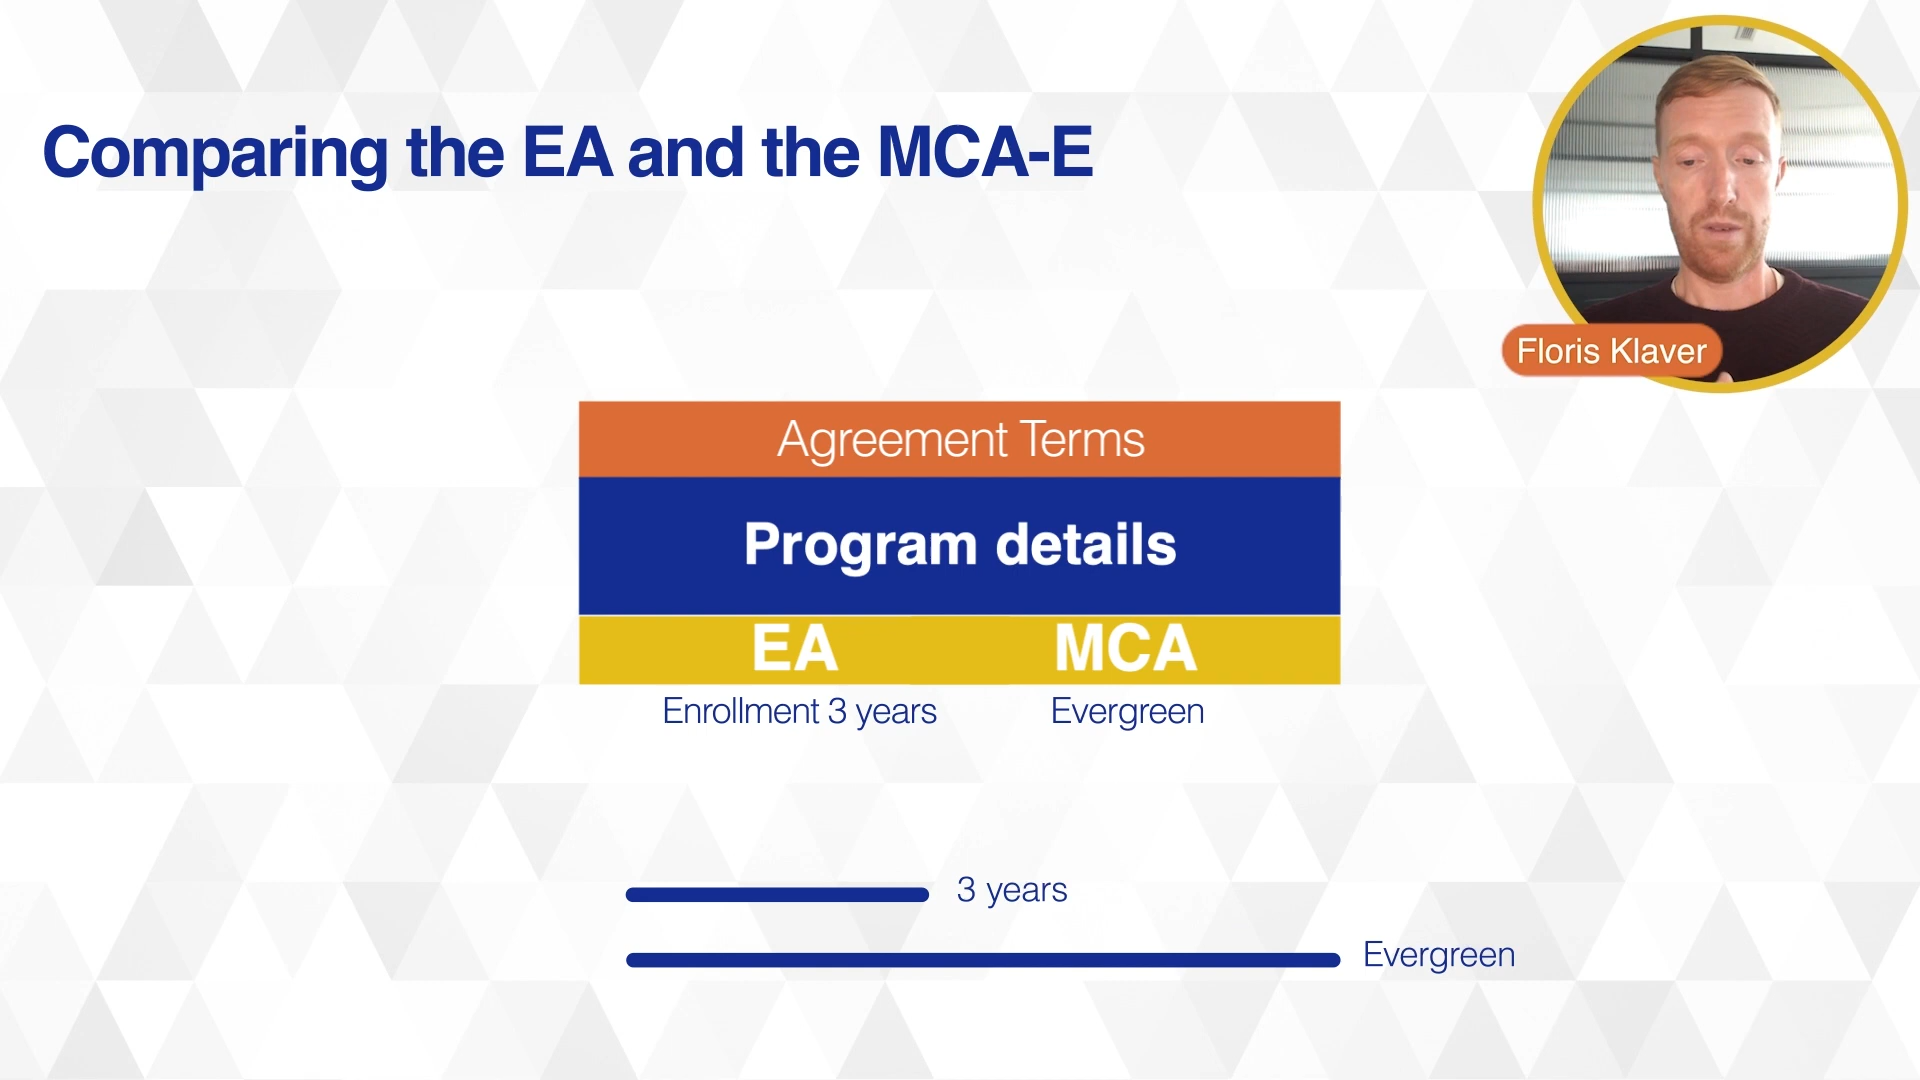 Comparing the EA and the MCA-E
Floris Klaver
Agreement Terms
Program details
EA MCA
Enrollment 3 years Evergreen
3 years
Evergreen